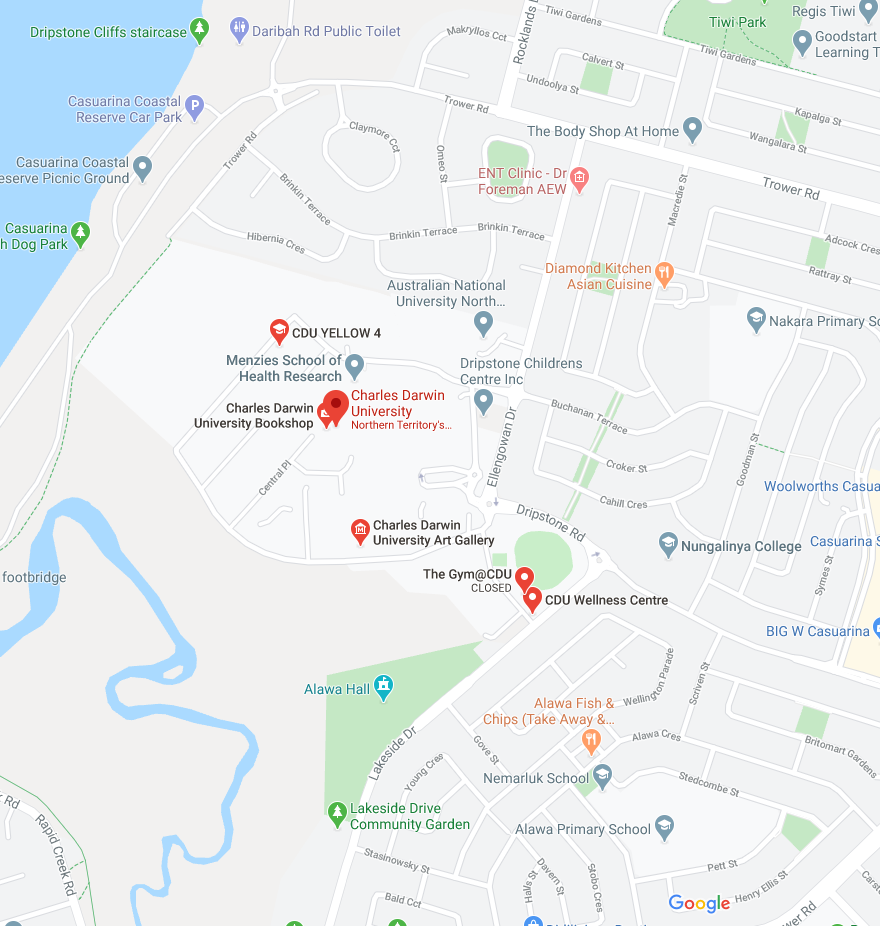 Dripstone Cliffs staircase
Daribah Rd Public Toilet
Rocklands
Tiwi Gardens
Tiwi Park
Regis Tiwi
Goodstart
Learning T
Makryllos Cct
Calvert St
Undoolya St
Tiwi Gardens
Casuarina Coastal
Reserve Car Park
Trower Rd
Kapalga St
Wangalara St
The Body Shop At Home
Claymore Cct
Trower Rd
Omeo St
Casuarina Coastal
eserve Picnic Ground
ENT Clinic - Dr
Foreman AEW
Macredie St
Trower Rd
Brinkin Terrace
Casuarina
h Dog Park
Hibernia Cres
Brinkin Terrace
Brinkin Terrace
Adcock Cres
Rattray St
Diamond Kitchen
Asian Cuisine
Australian National
University North...
CDU YELLOW 4
Nakara Primary Sc
Menzies School of
Health Research
Dripstone Childrens
Centre Inc
Charles Darwin
University
Northern Territory's...
Charles Darwin
University Bookshop
Buchanan Terrace
Ellengowan Dr
Goodman St
Croker St
Central Pl
Cahill Cres
Woolworths Casua
Dripstone Rd
Charles Darwin
University Art Gallery
Nungalinya College
Casuarina S
Symes St
footbridge
The Gym@CDU
CLOSED
CDU Wellness Centre
BIG W Casuarina
Alawa Hall
Wellington Parade
Scriven St
Alawa Fish &
Chips (Take Away &...
Lakeside Dr
Gove St
Alawa Cres
Britomart Gardens
Young Cres
Nemarluk School
Stedcombe St
Rd
Rapid Creek Rd
Lakeside Drive
Community Garden
Alawa Primary School
Stasinowsky St
Pett St
Halls St
Davern St
Stobo Cres
Henry Ellis St
Carst
Bald Cct
Google
wer Rd